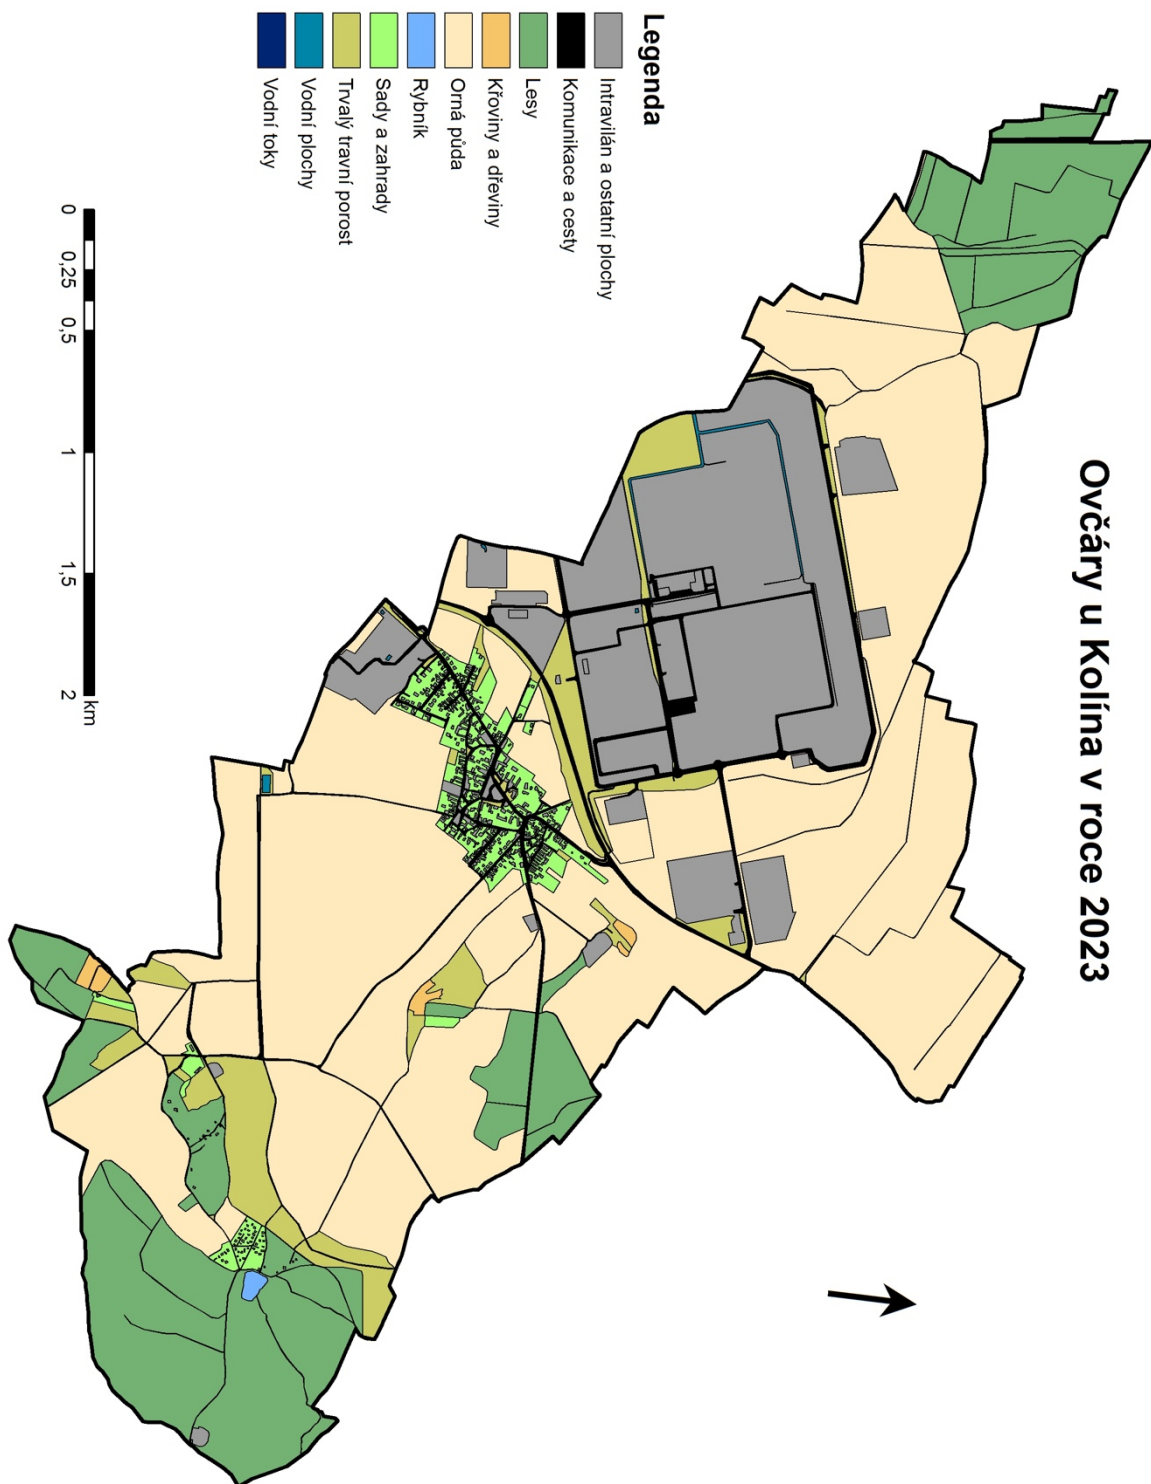 Ovčáry u Kolína v roce 2023
Legenda
Intravilán a ostatní plochy
Komunikace a cesty
Lesy
Křoviny a dřeviny
Orná půda
Rybník
Sady a zahrady
Trvalý travní porost
Vodní plochy
Vodní toky
0 0,25 0,5 1 1,5 2 km